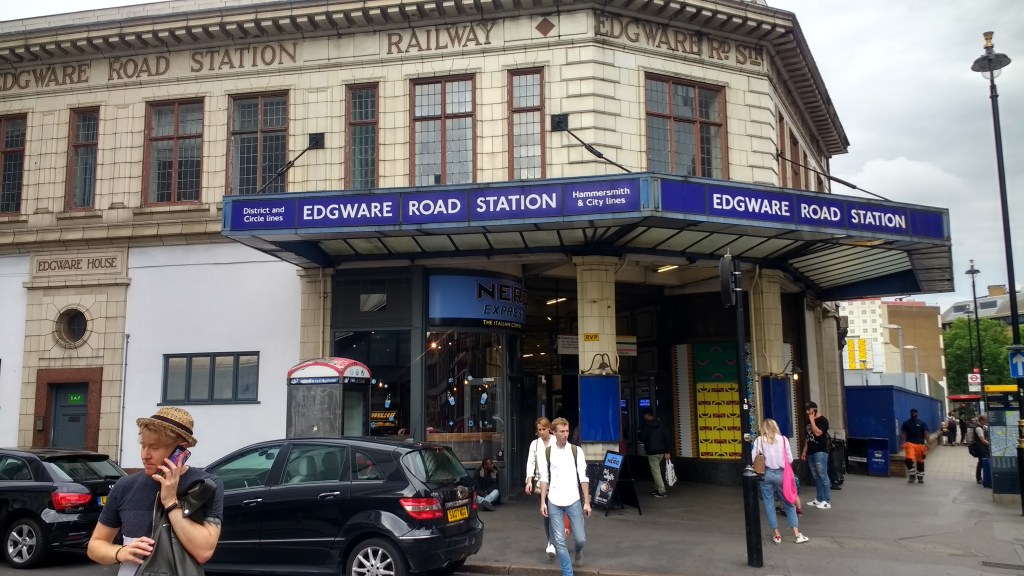 EDGWARE ROAD STATION
RAILWAY
EDGWARE RD. STN.
District and
Circle lines
EDGWARE ROAD STATION
Hammersmith
& City lines
EDGWARE ROAD STATION
EDGWARE HOUSE
NERO
EXPRESS
THE ITALIAN COFFEE